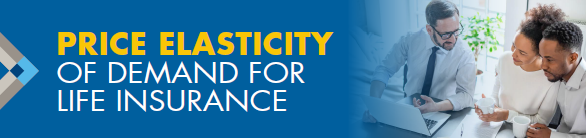 PRICE ELASTICITY
OF DEMAND FOR
LIFE INSURANCE